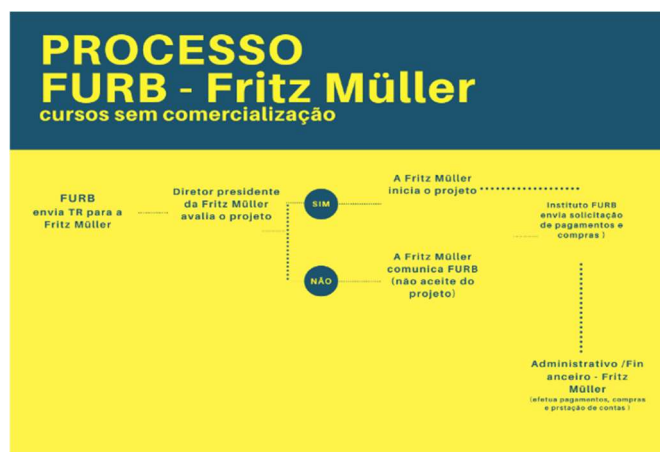 PROCESSO
FURB - Fritz Müller
cursos sem comercialização
FURB
envia TR para a
Fritz Müller
Diretor presidente
da Fritz Müller
avalia o projeto
SIM
A Fritz Müller
inicia o projeto
NÃO
A Fritz Müller
comunica FURB
(não aceite do
projeto)
Instituto FURB
envia solicitação
de pagamentos e
compras )
Administrativo /Fin
anceiro - Fritz
Müller
(efetua pagamentos, compras
e prstação de contas )